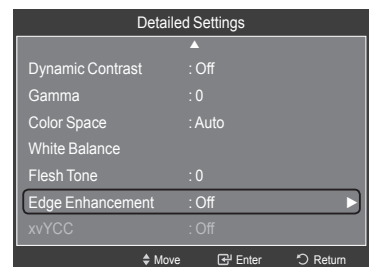 Detailed Settings
Dynamic Contrast : Off
Gamma : 0
Color Space : Auto
White Balance
Flesh Tone : 0
Edge Enhancement : Off
xvYCC : Off
Move Enter Return